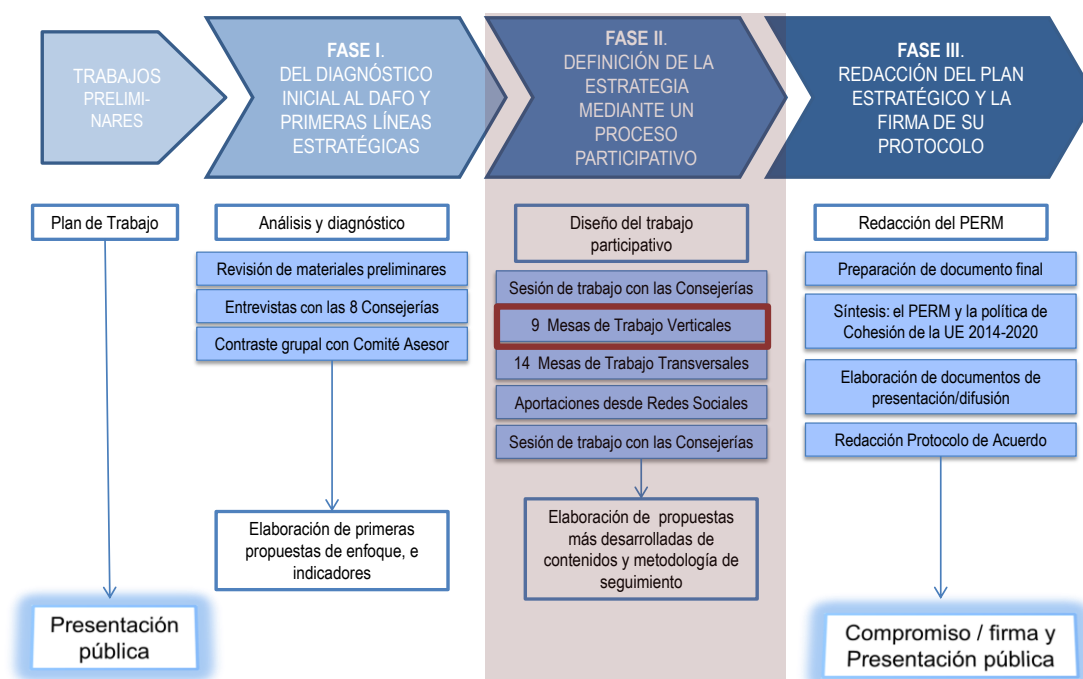 TRABAJOS
PRELIMI-
NARES
FASE I.
DEL DIAGNÓSTICO
INICIAL AL DAFO Y
PRIMERAS LÍNEAS
ESTRATÉGICAS
FASE II.
DEFINICIÓN DE LA
ESTRATEGIA
MEDIANTE UN
PROCESO
PARTICIPATIVO
FASE III.
REDACCIÓN DEL PLAN
ESTRATÉGICO Y LA
FIRMA DE SU
PROTOCOLO
Plan de Trabajo
Presentación
pública
Análisis y diagnóstico
Revisión de materiales preliminares
Entrevistas con las 8 Consejerías
Contraste grupal con Comité Asesor
Elaboración de primeras
propuestas de enfoque, e
indicadores
Diseño del trabajo
participativo
Sesión de trabajo con las Consejerías
9 Mesas de Trabajo Verticales
14 Mesas de Trabajo Transversales
Aportaciones desde Redes Sociales
Sesión de trabajo con las Consejerías
Elaboración de propuestas
más desarrolladas de
contenidos y metodología de
seguimiento
Redacción del PERM
Preparación de documento final
Síntesis: el PERM y la política de
Cohesión de la UE 2014-2020
Elaboración de documentos de
presentación/difusión
Redacción Protocolo de Acuerdo
Compromiso / firma y
Presentación pública